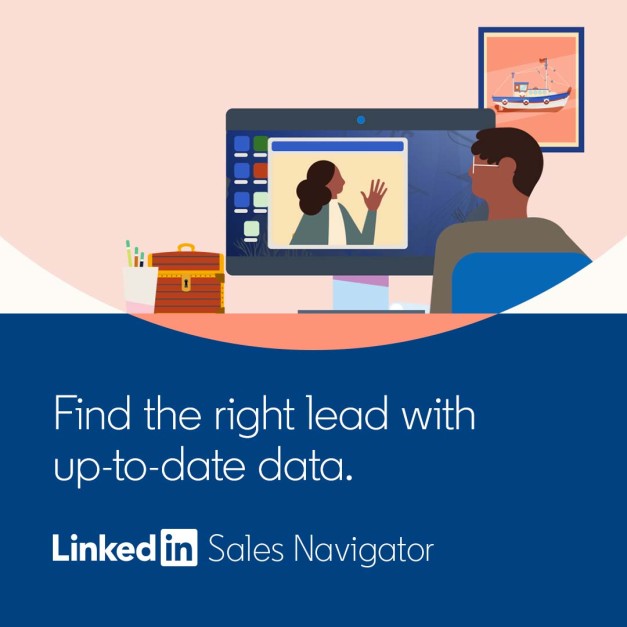 Find the right lead with
up-to-date data.
Linkedin Sales Navigator